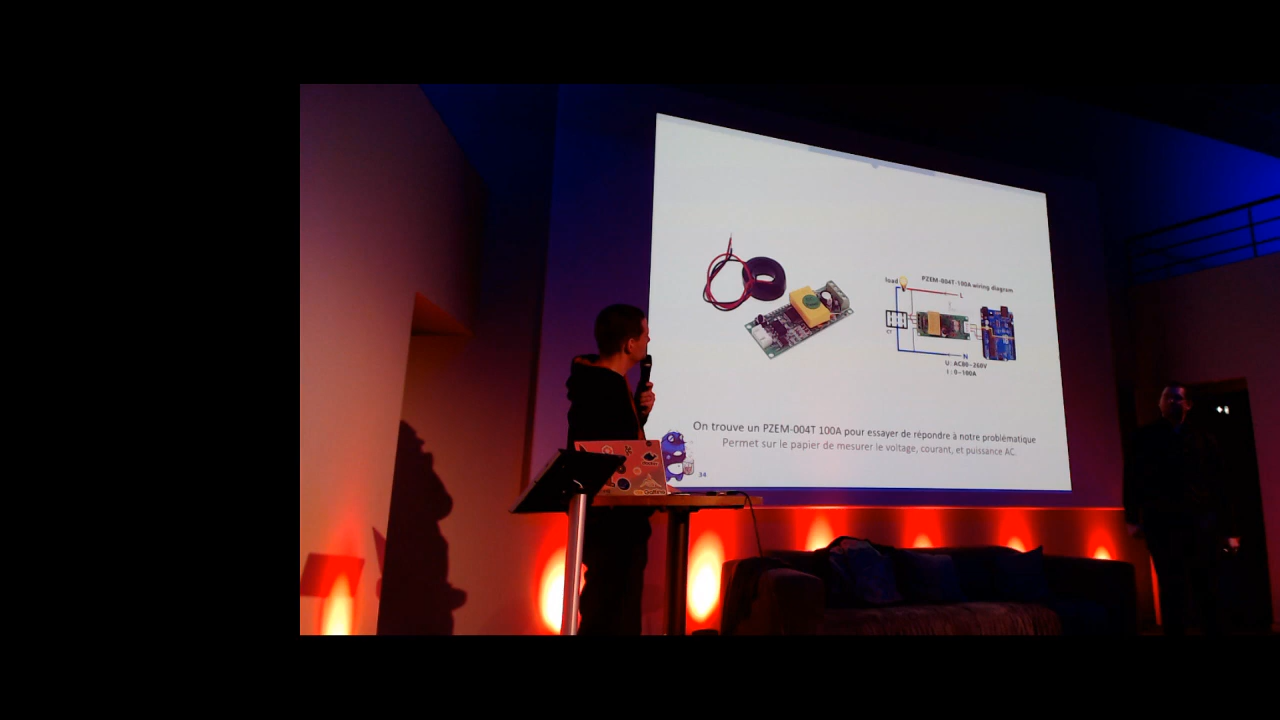 load
PZEM-004T-100A wiring diagram
L
CT
N
U : AC80~260V
I : 0~100A
On trouve un PZEM-004T 100A pour essayer de répondre à notre problématique
Permet sur le papier de mesurer le voltage, courant, et puissance AC.
34